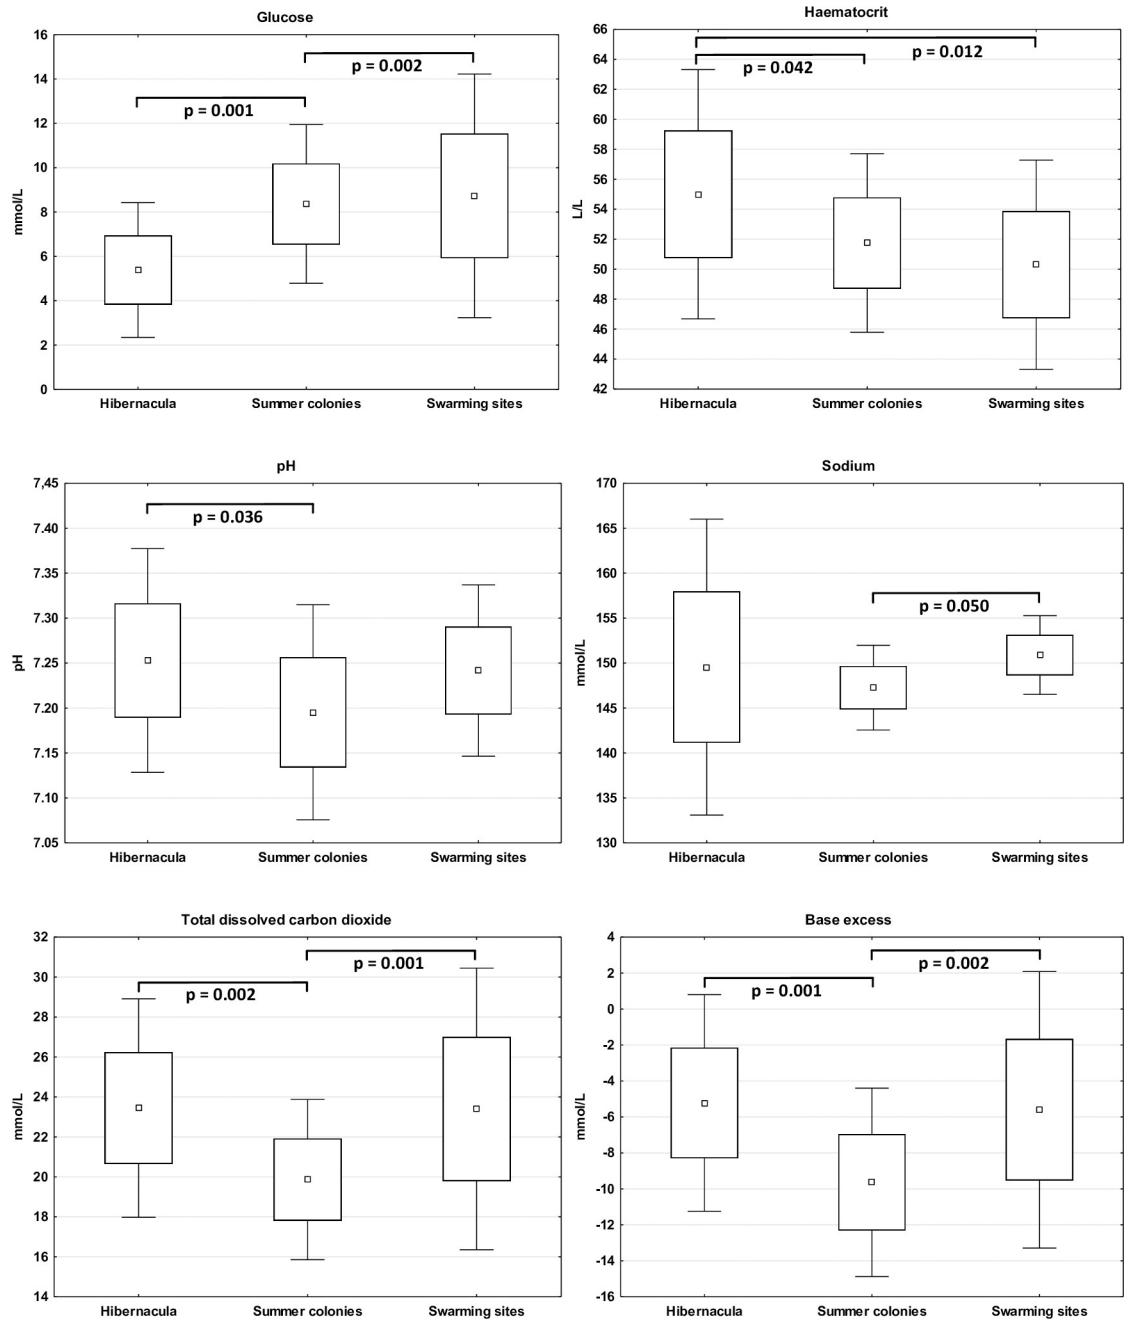 Glucose
16
14
12
10
8
6
4
2
0
mmol/L
p = 0.001
p = 0.002
Hibernacula
Summer colonies
Swarming sites
Haematocrit
66
64
62
60
58
56
54
52
50
48
46
44
42
L/L
p = 0.012
p = 0.042
Hibernacula
Summer colonies
Swarming sites
pH
7,45
7.40
7.35
7.30
7.25
7.20
7.15
7.10
7.05
pH
p = 0.036
Hibernacula
Summer colonies
Swarming sites
Sodium
170
165
160
155
150
145
140
135
130
mmol/L
p = 0.050
Hibernacula
Summer colonies
Swarming sites
Total dissolved carbon dioxide
32
30
28
26
24
22
20
18
16
14
mmol/L
p = 0.001
p = 0.002
Hibernacula
Summer colonies
Swarming sites
Base excess
4
2
0
-2
-4
-6
-8
-10
-12
-14
-16
mmol/L
p = 0.002
p = 0.001
Hibernacula
Summer colonies
Swarming sites